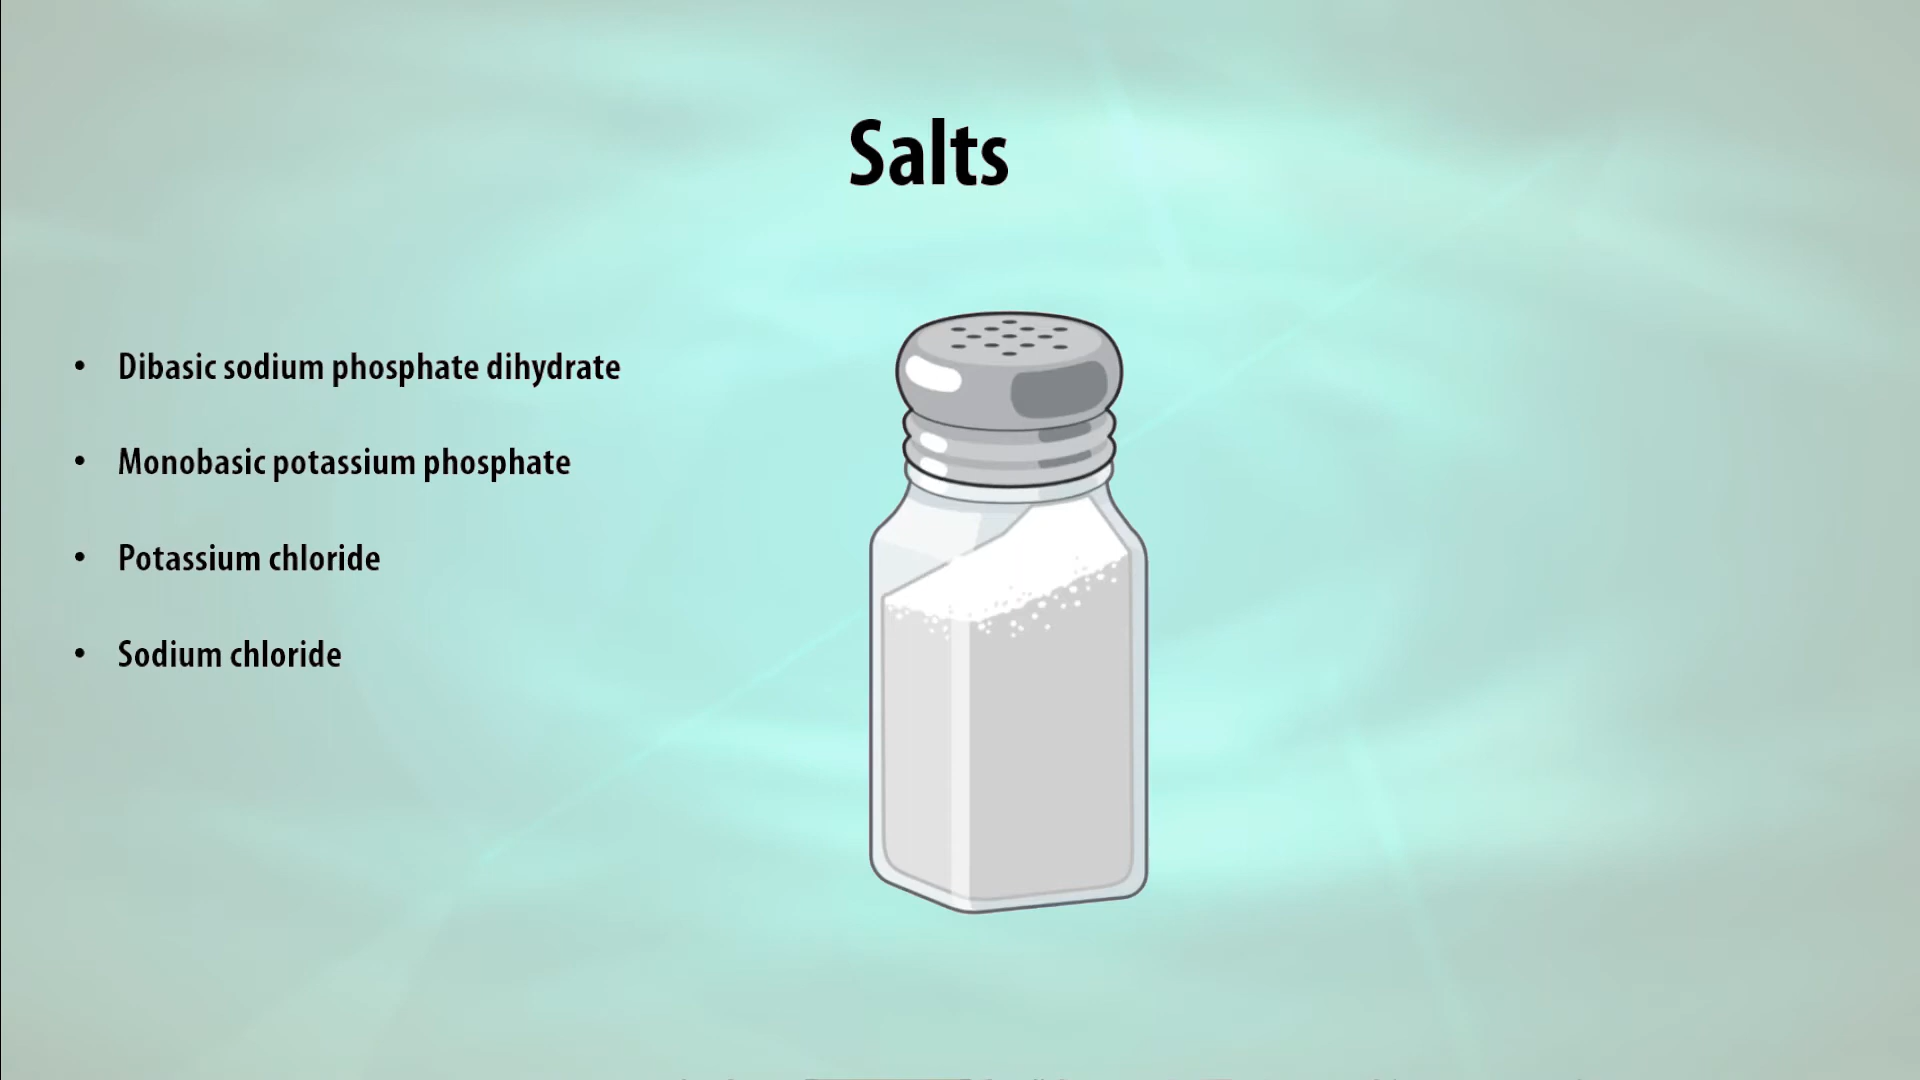 Salts
• Dibasic sodium phosphate dihydrate
• Monobasic potassium phosphate
• Potassium chloride
• Sodium chloride